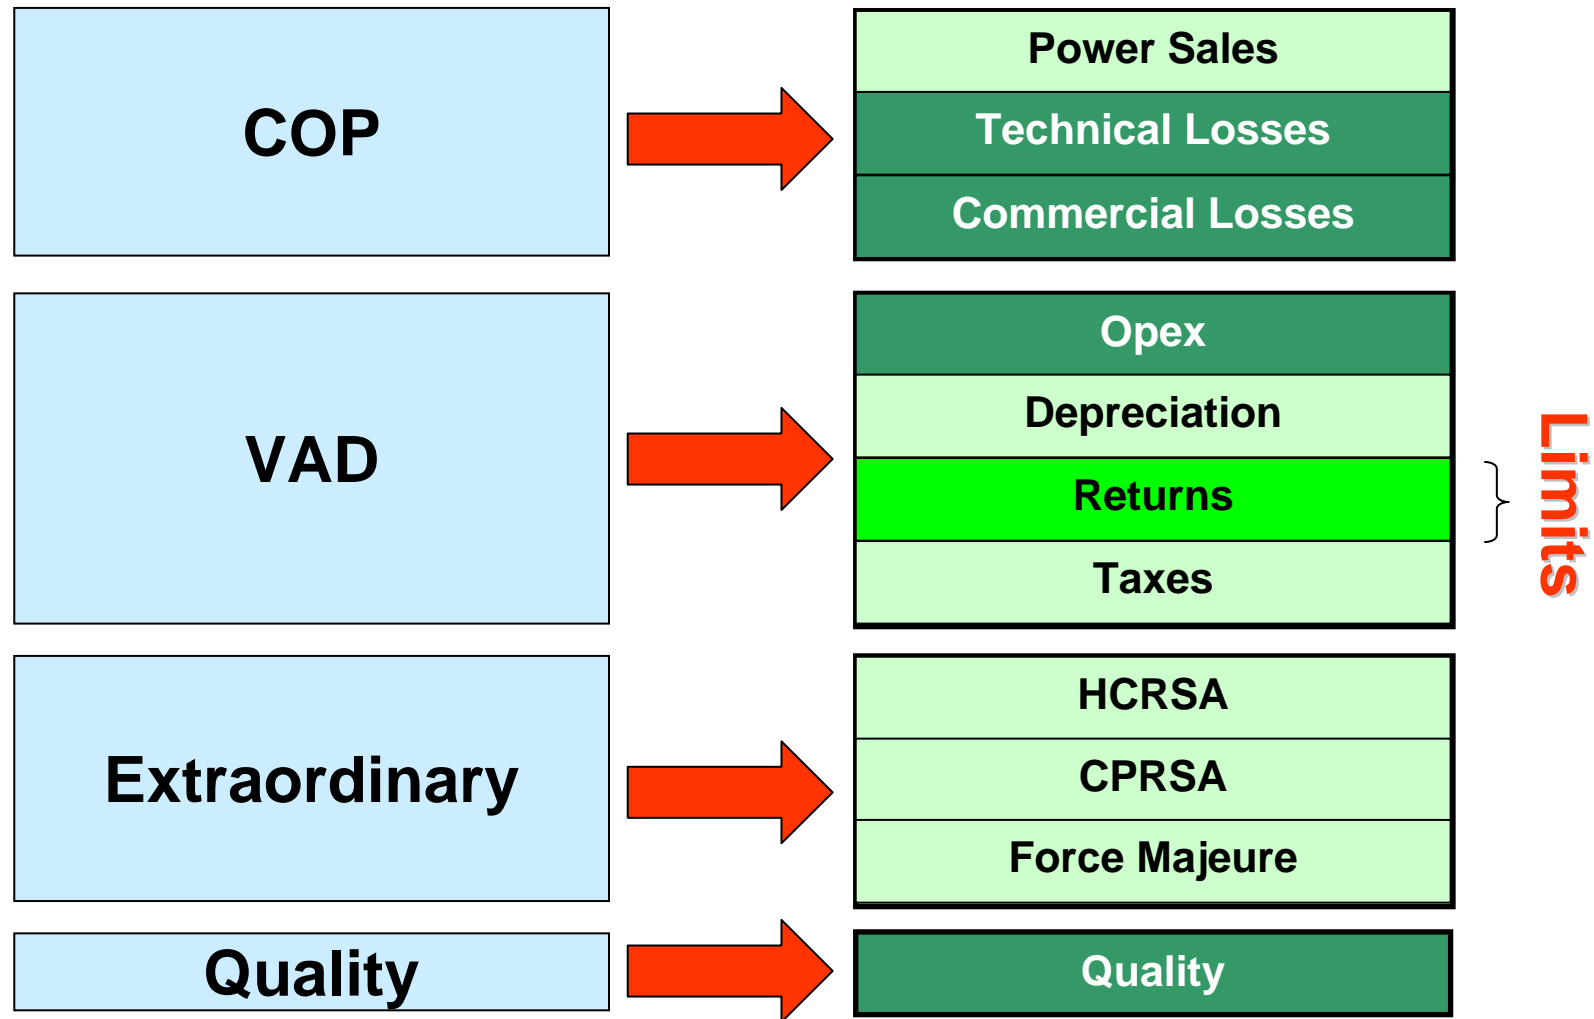 COP
Power Sales
Technical Losses
Commercial Losses
VAD
Opex
Depreciation
Returns
Taxes
Limits
Extraordinary
HCRSA
CPRSA
Force Majeure
Quality
Quality